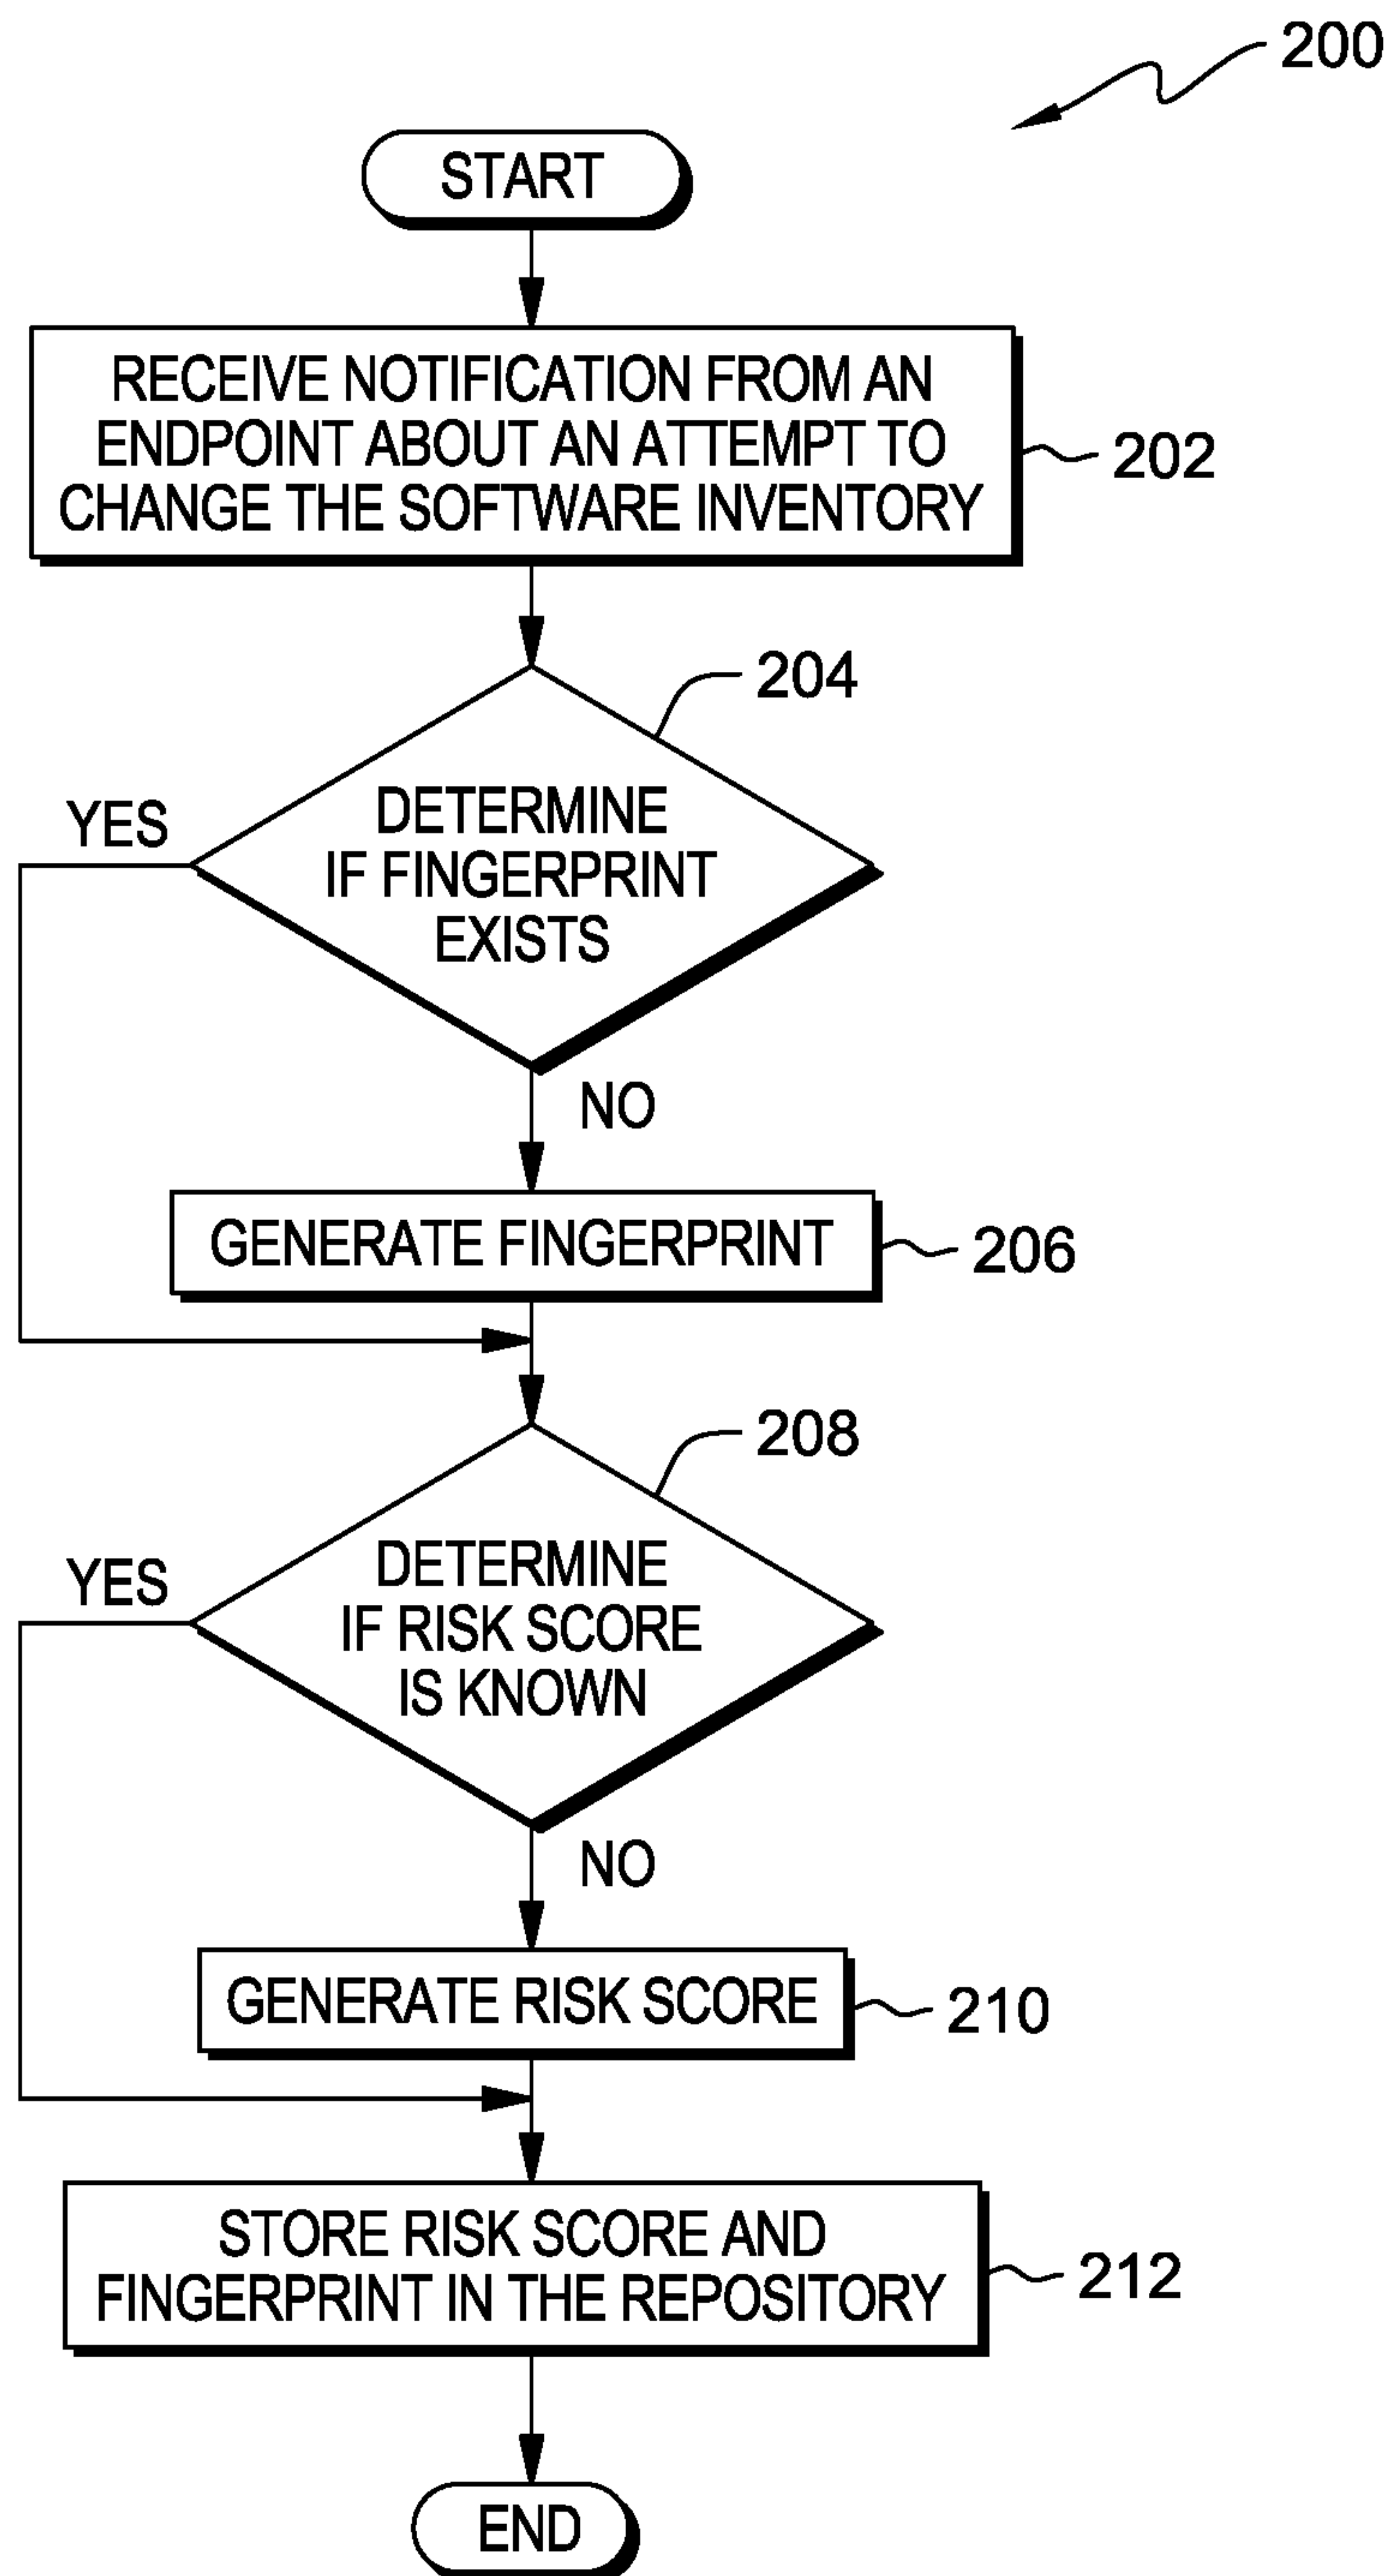 200
START
RECEIVE NOTIFICATION FROM AN
ENDPOINT ABOUT AN ATTEMPT TO
CHANGE THE SOFTWARE INVENTORY
202
204
DETERMINE
IF FINGERPRINT
EXISTS
YES
NO
GENERATE FINGERPRINT
206
208
DETERMINE
IF RISK SCORE
IS KNOWN
YES
NO
GENERATE RISK SCORE
210
STORE RISK SCORE AND
FINGERPRINT IN THE REPOSITORY
212
END